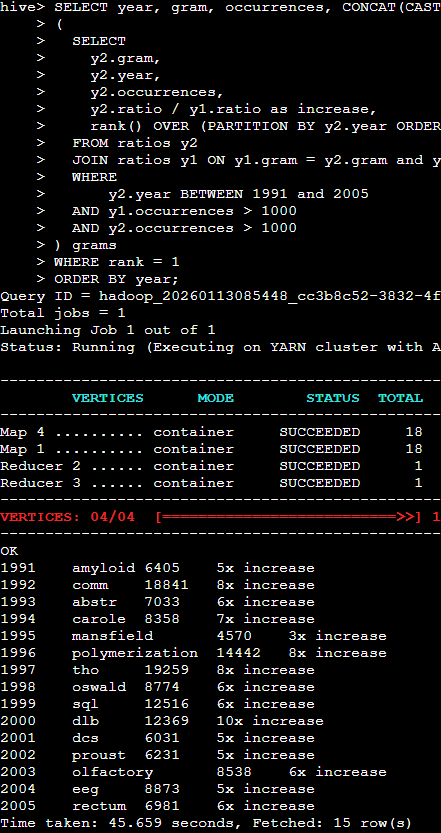 hive> SELECT year, gram, occurrences, CONCAT(CAST
    > (
    >   SELECT
    >     y2.gram,
    >     y2.year,
    >     y2.occurrences,
    >     y2.ratio / y1.ratio as increase,
    >     rank() OVER (PARTITION BY y2.year ORDER
    >   FROM ratios y2
    >   JOIN ratios y1 ON y1.gram = y2.gram and y
    >   WHERE
    >       y2.year BETWEEN 1991 and 2005
    >   AND y1.occurrences > 1000
    >   AND y2.occurrences > 1000
    > ) grams
    > WHERE rank = 1
    > ORDER BY year;
Query ID = hadoop_20260113085448_cc3b8c52-3832-4f
Total jobs = 1
Launching Job 1 out of 1
Status: Running (Executing on YARN cluster with A
-----------------------------------------------------
        VERTICES      MODE        STATUS  TOTAL
-----------------------------------------------------
Map 4 .......... container     SUCCEEDED     18
Map 1 .......... container     SUCCEEDED     18
Reducer 2 ...... container     SUCCEEDED      1
Reducer 3 ...... container     SUCCEEDED      1
-----------------------------------------------------
VERTICES: 04/04  [==========================>>] 1
-----------------------------------------------------
OK
1991    amyloid 6405    5x increase
1992    comm    18841   8x increase
1993    abstr   7033    6x increase
1994    carole  8358    7x increase
1995    mansfield       4570    3x increase
1996    polymerization  14442   8x increase
1997    tho     19259   8x increase
1998    oswald  8774    6x increase
1999    sql     12516   6x increase
2000    dlb     12369   10x increase
2001    dcs     6031    5x increase
2002    proust  6231    5x increase
2003    olfactory       8538    6x increase
2004    eeg     8873    5x increase
2005    rectum  6981    6x increase
Time taken: 45.659 seconds, Fetched: 15 row(s)